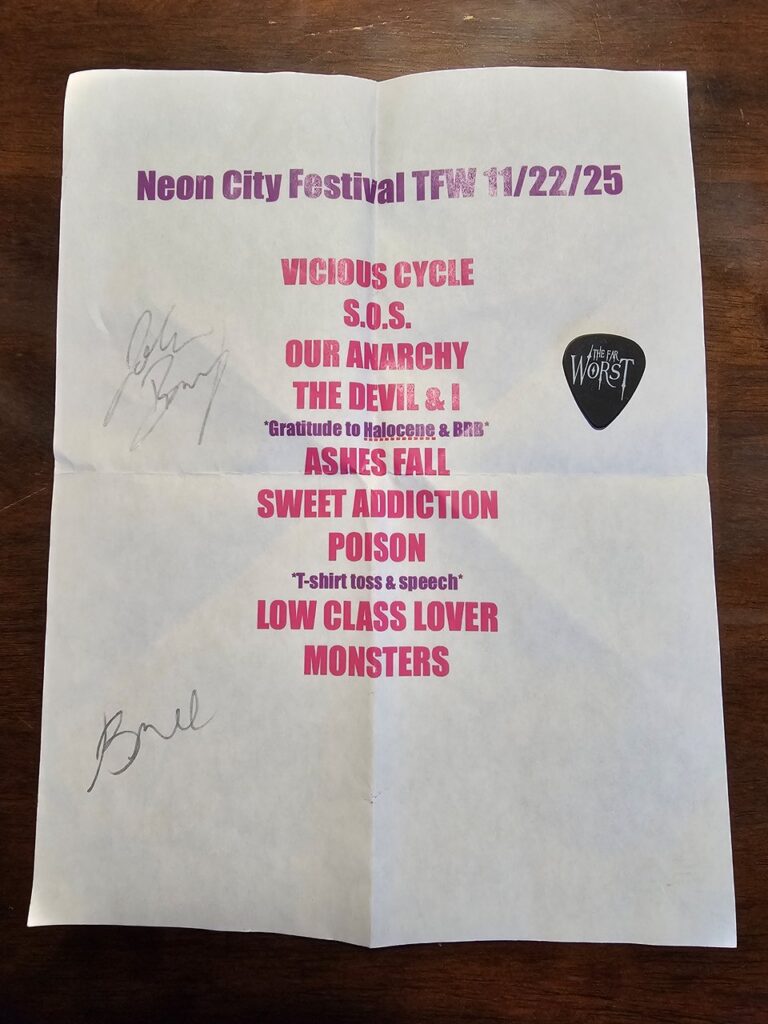 Neon City Festival TFW 11/22/25
VICIOUS CYCLE
S.O.S.
OUR ANARCHY
THE DEVIL & I
*Gratitude to Halocene & BRB*
ASHES FALL
SWEET ADDICTION
POISON
*T-shirt toss & speech*
LOW CLASS LOVER
MONSTERS
THE FAR
WORST